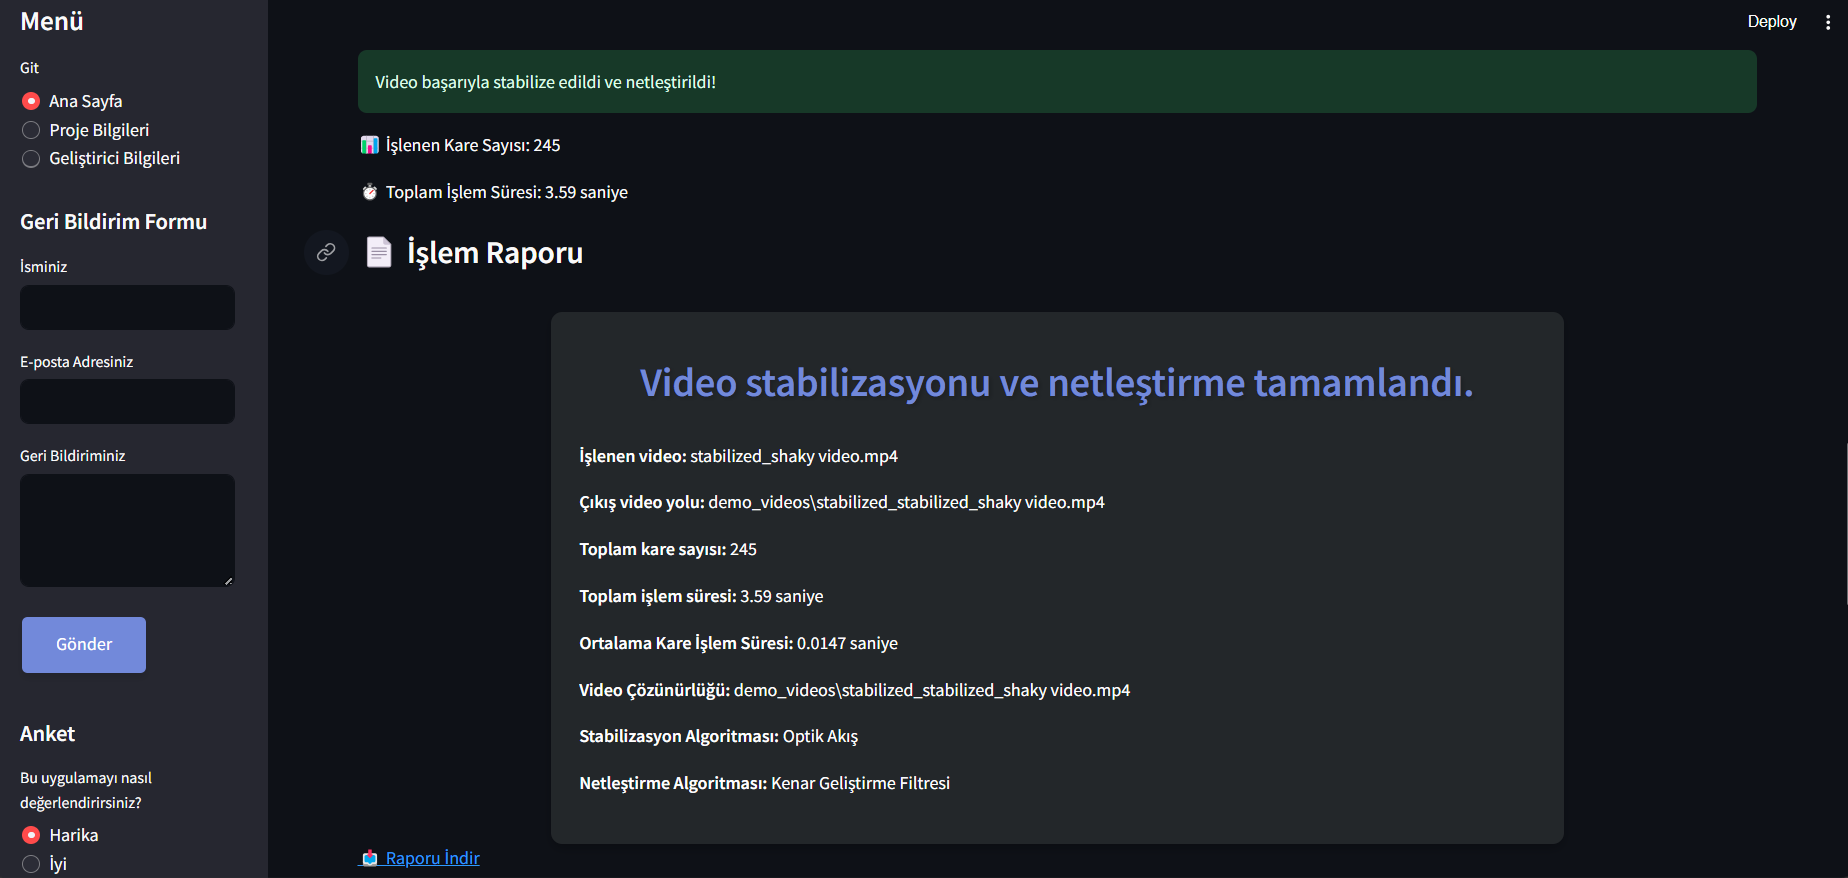 Menü
Git
Ana Sayfa
Proje Bilgileri
Geliştirici Bilgileri
Geri Bildirim Formu
İsminiz
E-posta Adresiniz
Geri Bildiriminiz
Gönder
Anket
Bu uygulamayı nasıl
değerlendirirsiniz?
Harika
İyi
Deploy
Video başarıyla stabilize edildi ve netleştirildi!
İşlenen Kare Sayısı: 245
Toplam İşlem Süresi: 3.59 saniye
İşlem Raporu
Video stabilizasyonu ve netleştirme tamamlandı.
İşlenen video: stabilized_shaky video.mp4
Çıkış video yolu: demo_videos\stabilized_stabilized_shaky video.mp4
Toplam kare sayısı: 245
Toplam işlem süresi: 3.59 saniye
Ortalama Kare İşlem Süresi: 0.0147 saniye
Video Çözünürlüğü: demo_videos\stabilized_stabilized_shaky video.mp4
Stabilizasyon Algoritması: Optik Akış
Netleştirme Algoritması: Kenar Geliştirme Filtresi
Raporu İndir